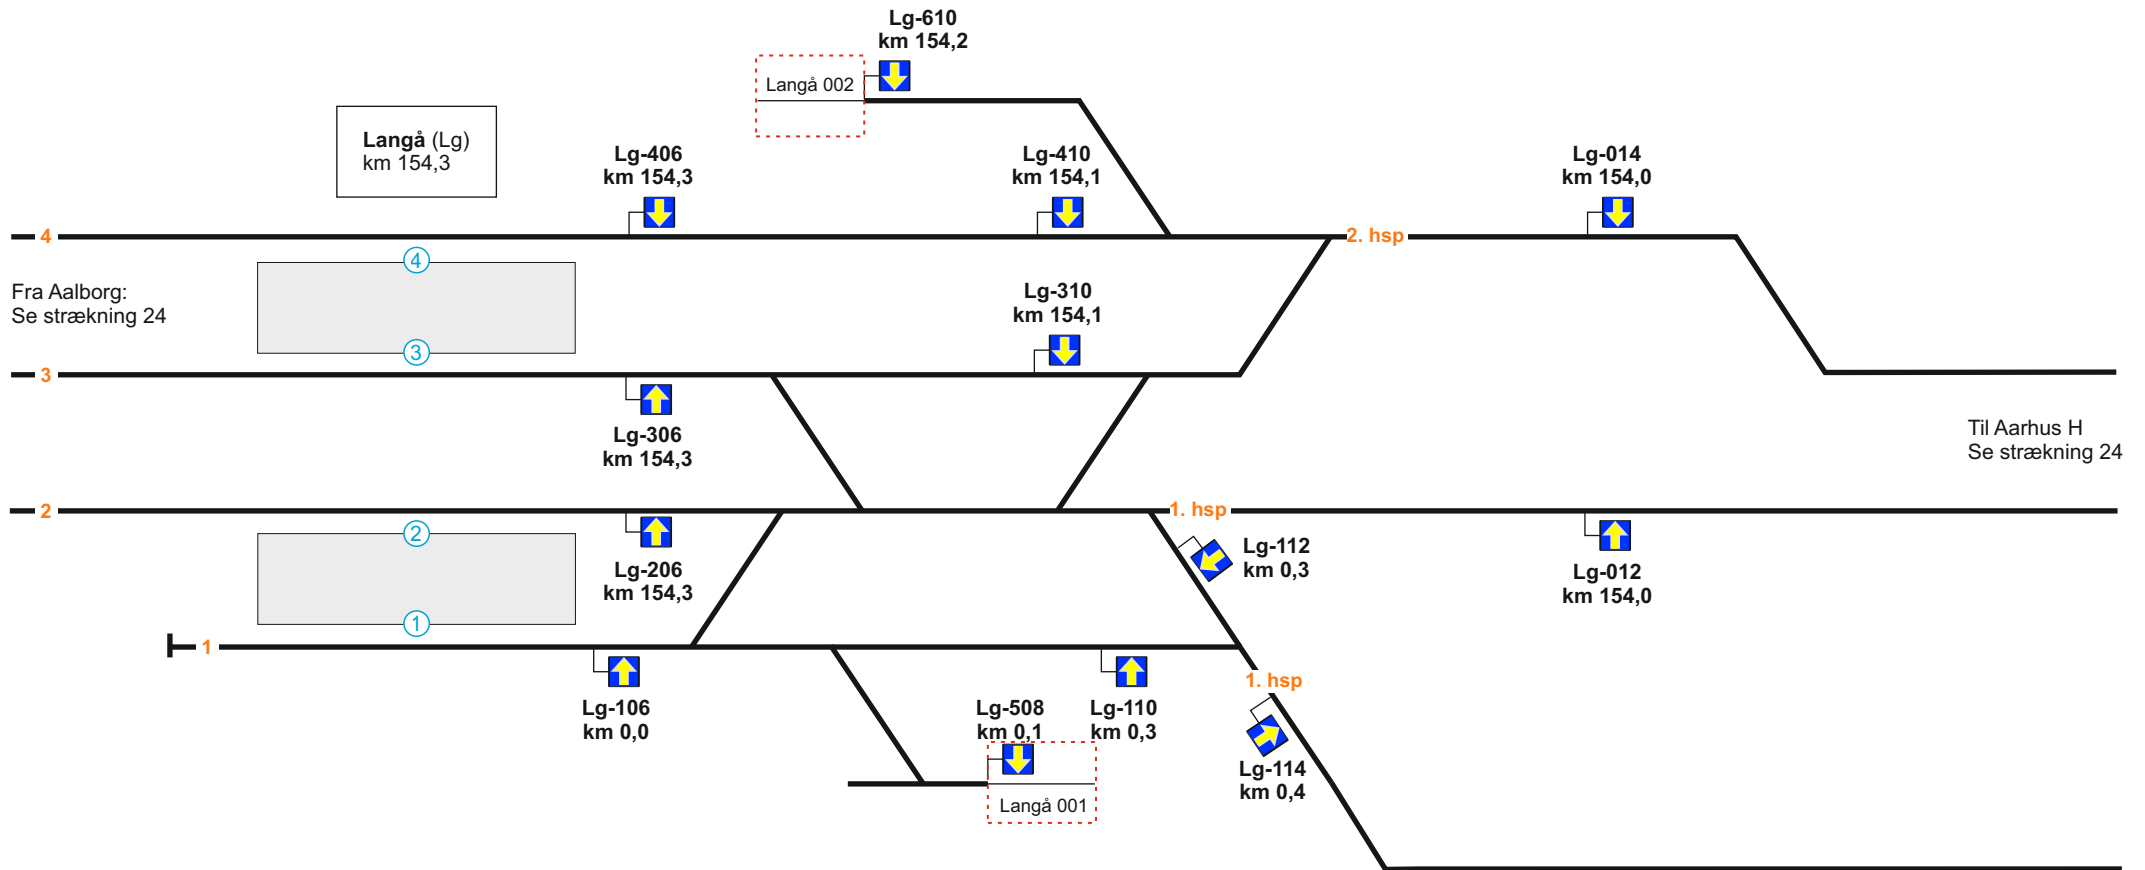 Lg-610
km 154,2
Langå 002
Langå (Lg)
km 154,3
Lg-406
km 154,3
Lg-410
km 154,1
Lg-014
km 154,0
4
2. hsp
4
Fra Aalborg:
Se strækning 24
Lg-310
km 154,1
3
3
Lg-306
km 154,3
Til Aarhus H
Se strækning 24
2
1. hsp
2
Lg-206
km 154,3
Lg-112
km 0,3
Lg-012
km 154,0
1
1
1. hsp
Lg-106
km 0,0
Lg-508
km 0,1
Lg-110
km 0,3
Lg-114
km 0,4
Langå 001